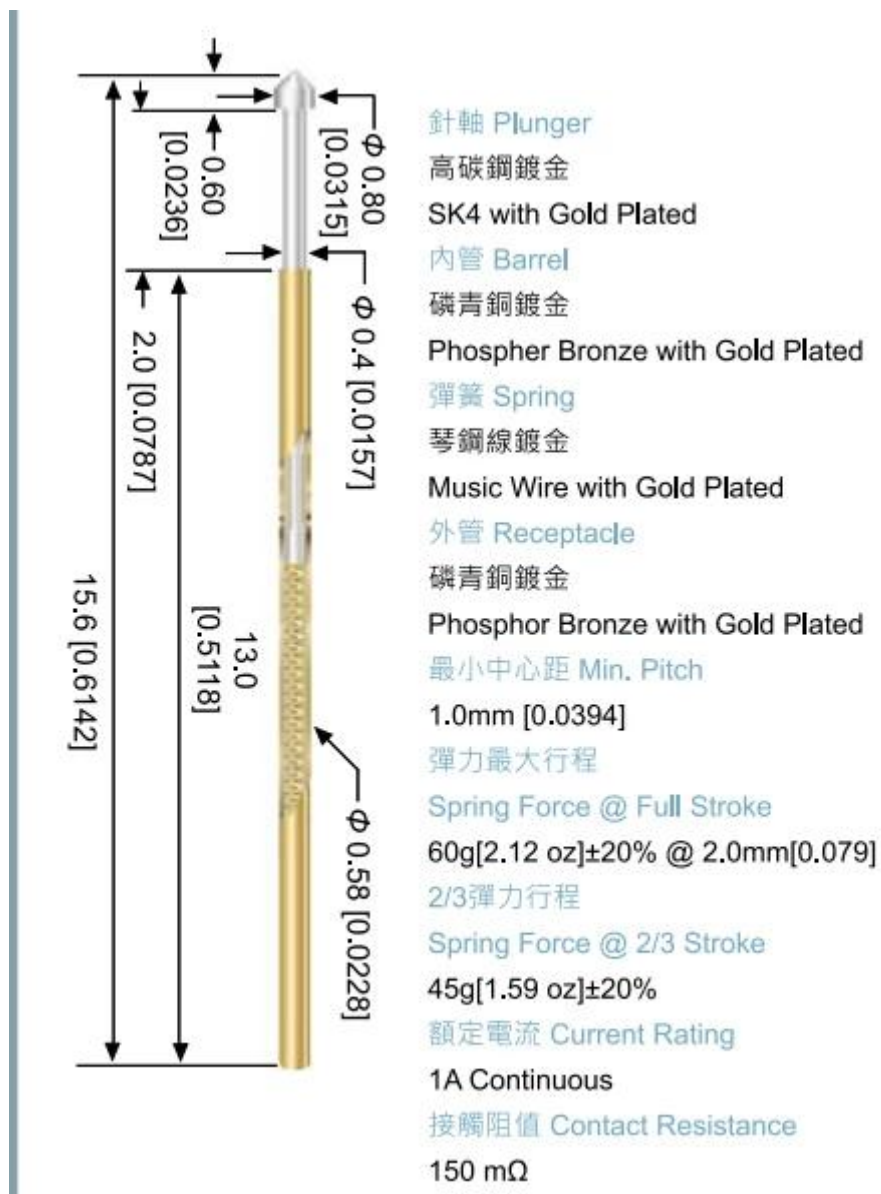 Φ 0.80
[0.0315]
0.60
[0.0236]
Φ 0.4 [0.0157]
2.0 [0.0787]
13.0
[0.5118]
15.6 [0.6142]
Φ 0.58 [0.0228]
針軸 Plunger
高碳鋼鍍金
SK4 with Gold Plated
內管 Barrel
磷青銅鍍金
Phospher Bronze with Gold Plated
彈簧 Spring
琴鋼線鍍金
Music Wire with Gold Plated
外管 Receptacle
磷青銅鍍金
Phosphor Bronze with Gold Plated
最小中心距 Min. Pitch
1.0mm [0.0394]
彈力最大行程
Spring Force @ Full Stroke
60g[2.12 oz]±20% @ 2.0mm[0.079]
2/3彈力行程
Spring Force @ 2/3 Stroke
45g[1.59 oz]±20%
額定電流 Current Rating
1A Continuous
接觸阻值 Contact Resistance
150 mΩ